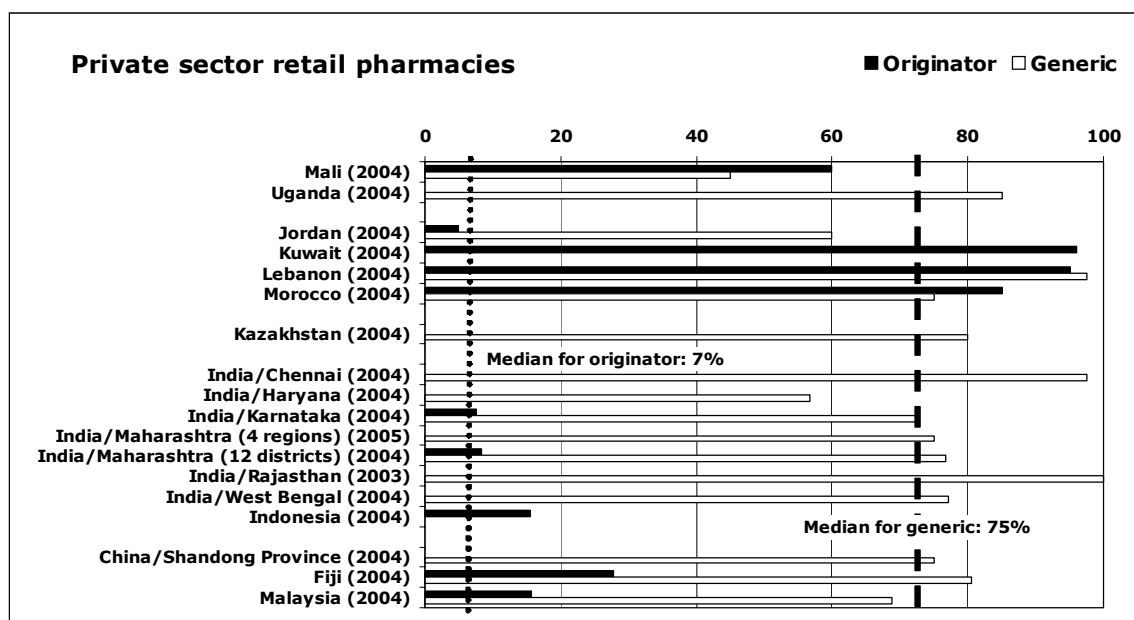 Private sector retail pharmacies
Originator Generic
0 20 40 60 80 100
Mali (2004)
Uganda (2004)
Jordan (2004)
Kuwait (2004)
Lebanon (2004)
Morocco (2004)
Kazakhstan (2004)
Median for originator: 7%
India/Chennai (2004)
India/Haryana (2004)
India/Karnataka (2004)
India/Maharashtra (4 regions) (2005)
India/Maharashtra (12 districts) (2004)
India/Rajasthan (2003)
India/West Bengal (2004)
Indonesia (2004)
Median for generic: 75%
China/Shandong Province (2004)
Fiji (2004)
Malaysia (2004)